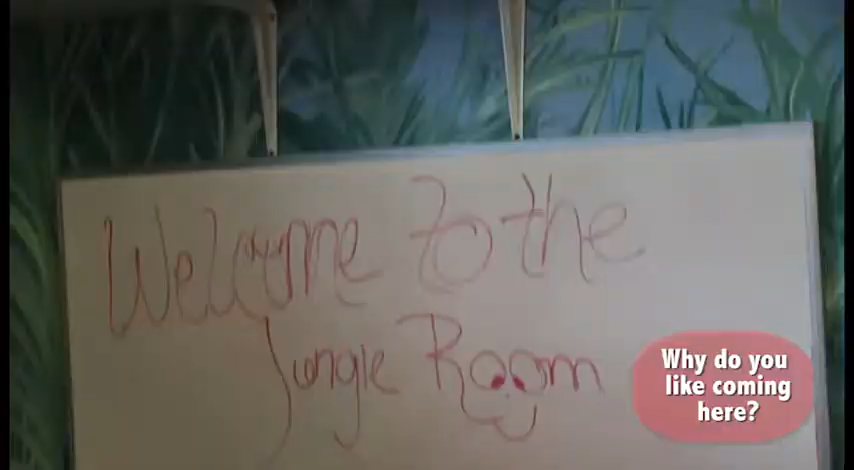 Welcome to the
Jungle Room
Why do you
like coming
here?